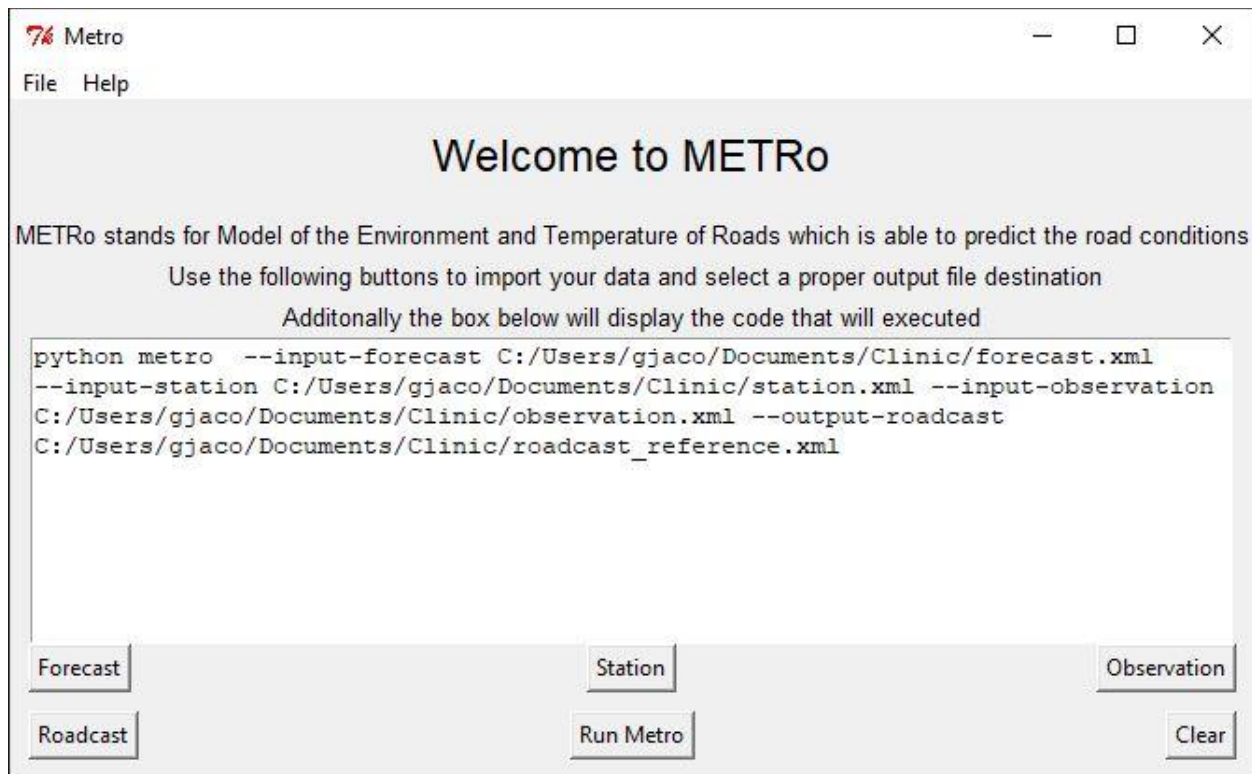 Metro
File Help
Welcome to METRo
METRo stands for Model of the Environment and Temperature of Roads which is able to predict the road conditions
Use the following buttons to import your data and select a proper output file destination
Additonally the box below will display the code that will executed
python metro  --input-forecast C:/Users/gjaco/Documents/Clinic/forecast.xml
--input-station C:/Users/gjaco/Documents/Clinic/station.xml --input-observation
C:/Users/gjaco/Documents/Clinic/observation.xml --output-roadcast
C:/Users/gjaco/Documents/Clinic/roadcast_reference.xml
Forecast Station Observation
Roadcast Run Metro Clear